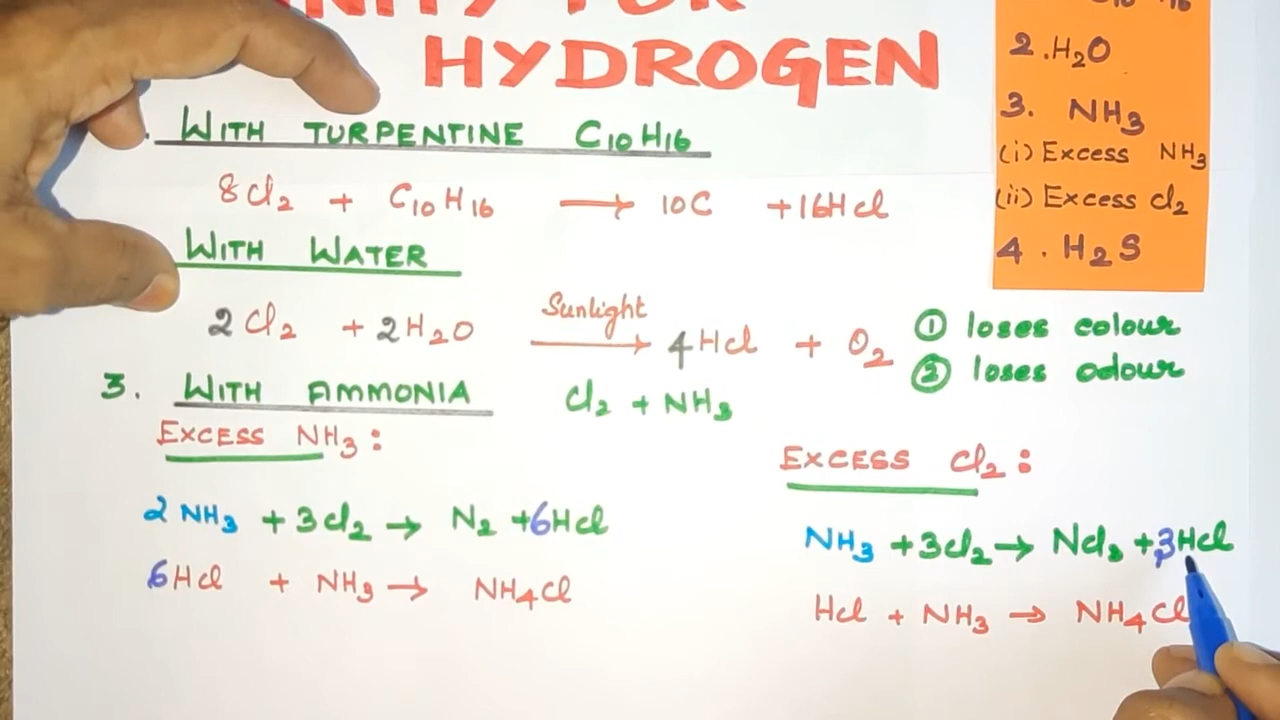 HYDROGEN
WITH TURPENTINE C10H16
8Cl2 + C10H16 → 10C + 16HCl
WITH WATER
2Cl2 + 2H2O Sunlight → 4HCl + O2
① loses colour
② loses odour
3. WITH AMMONIA Cl2 + NH3
EXCESS NH3 :
2NH3 + 3Cl2 → N2 + 6HCl
6HCl + NH3 → NH4Cl
EXCESS Cl2 :
NH3 + 3Cl2 → NCl3 + 3HCl
HCl + NH3 → NH4Cl
2. H2O
3. NH3
(i) Excess NH3
(ii) Excess Cl2
4. H2S